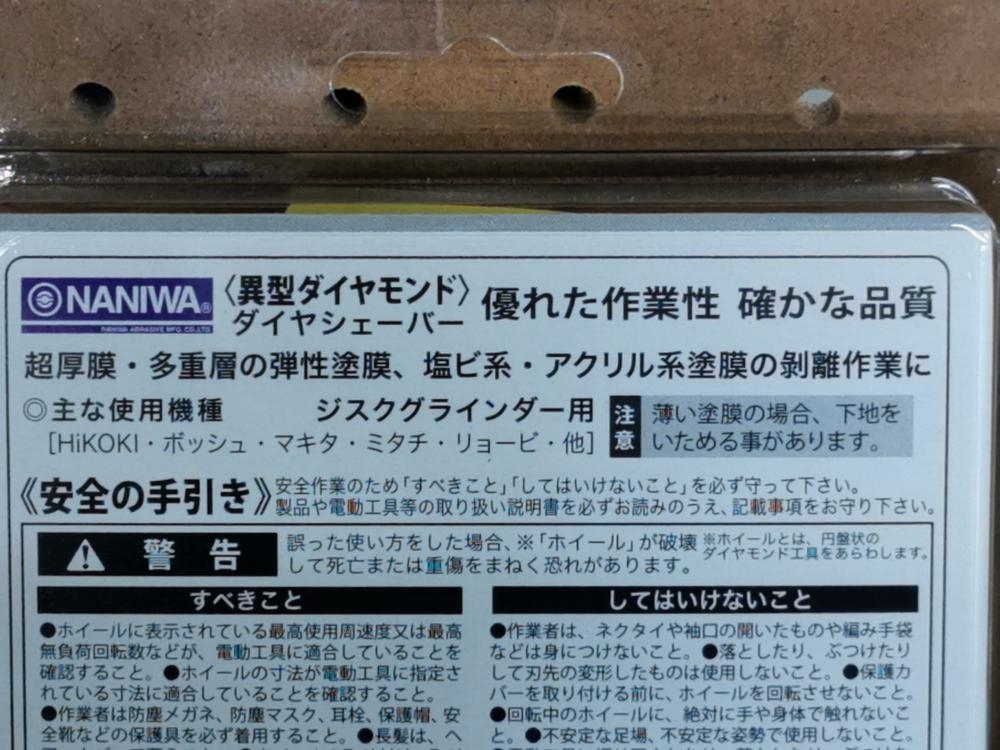 NANIWA®
NANIWA ABRASIVE MFG. CO.,LTD
〈異型ダイヤモンド〉
ダイヤシェーバー
優れた作業性 確かな品質
超厚膜・多重層の弾性塗膜、塩ビ系・アクリル系塗膜の剝離作業に
◎主な使用機種 ジスクグラインダー用
[HiKOKI・ボッシュ・マキタ・ミタチ・リョービ・他]
注意
薄い塗膜の場合、下地を
いためる事があります。
《安全の手引き》
安全作業のため「すべきこと」「してはいけないこと」を必ず守って下さい。
製品や電動工具等の取り扱い説明書を必ずお読みのうえ、記載事項をお守り下さい。
警告
誤った使い方をした場合、※「ホイール」が破壊
して死亡または重傷をまねく恐れがあります。
※ホイールとは、円盤状の
ダイヤモンド工具をあらわします。
すべきこと
●ホイールに表示されている最高使用周速度又は最高
無負荷回転数などが、電動工具に適合していることを
確認すること。 ●ホイールの寸法が電動工具に指定さ
れている寸法に適合していることを確認すること。
●作業者は防塵メガネ、防塵マスク、耳栓、保護帽、安
全靴などの保護具を必ず着用すること。 ●長髪は、ヘ
してはいけないこと
●作業者は、ネクタイや袖口の開いたものや編み手袋
などは身につけないこと。 ●落としたり、ぶつけたり
して刃先の変形したものは使用しないこと。 ●保護カ
バーを取り付ける前に、ホイールを回転させないこと。
●回転中のホイールに、絶対に手や身体で触れないこ
と。 ●不安定な足場、不安定な姿勢で使用しないこと。